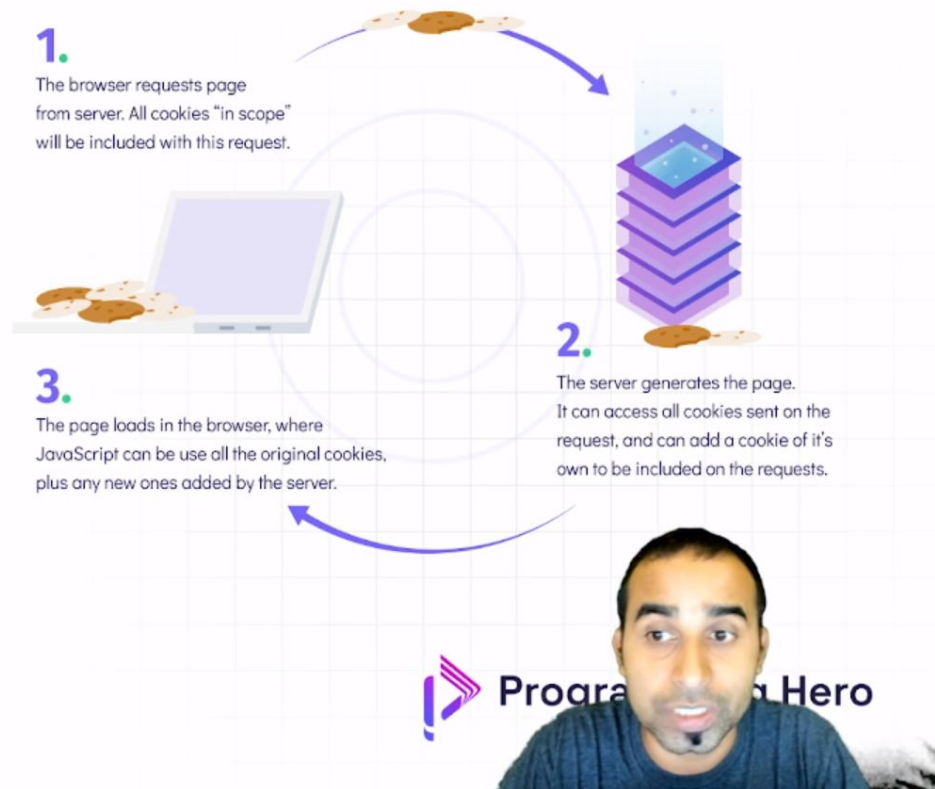 1.
The browser requests page
from server. All cookies “in scope”
will be included with this request.
2.
The server generates the page.
It can access all cookies sent on the
request, and can add a cookie of it's
own to be included on the requests.
3.
The page loads in the browser, where
JavaScript can be use all the original cookies,
plus any new ones added by the server.
Hero